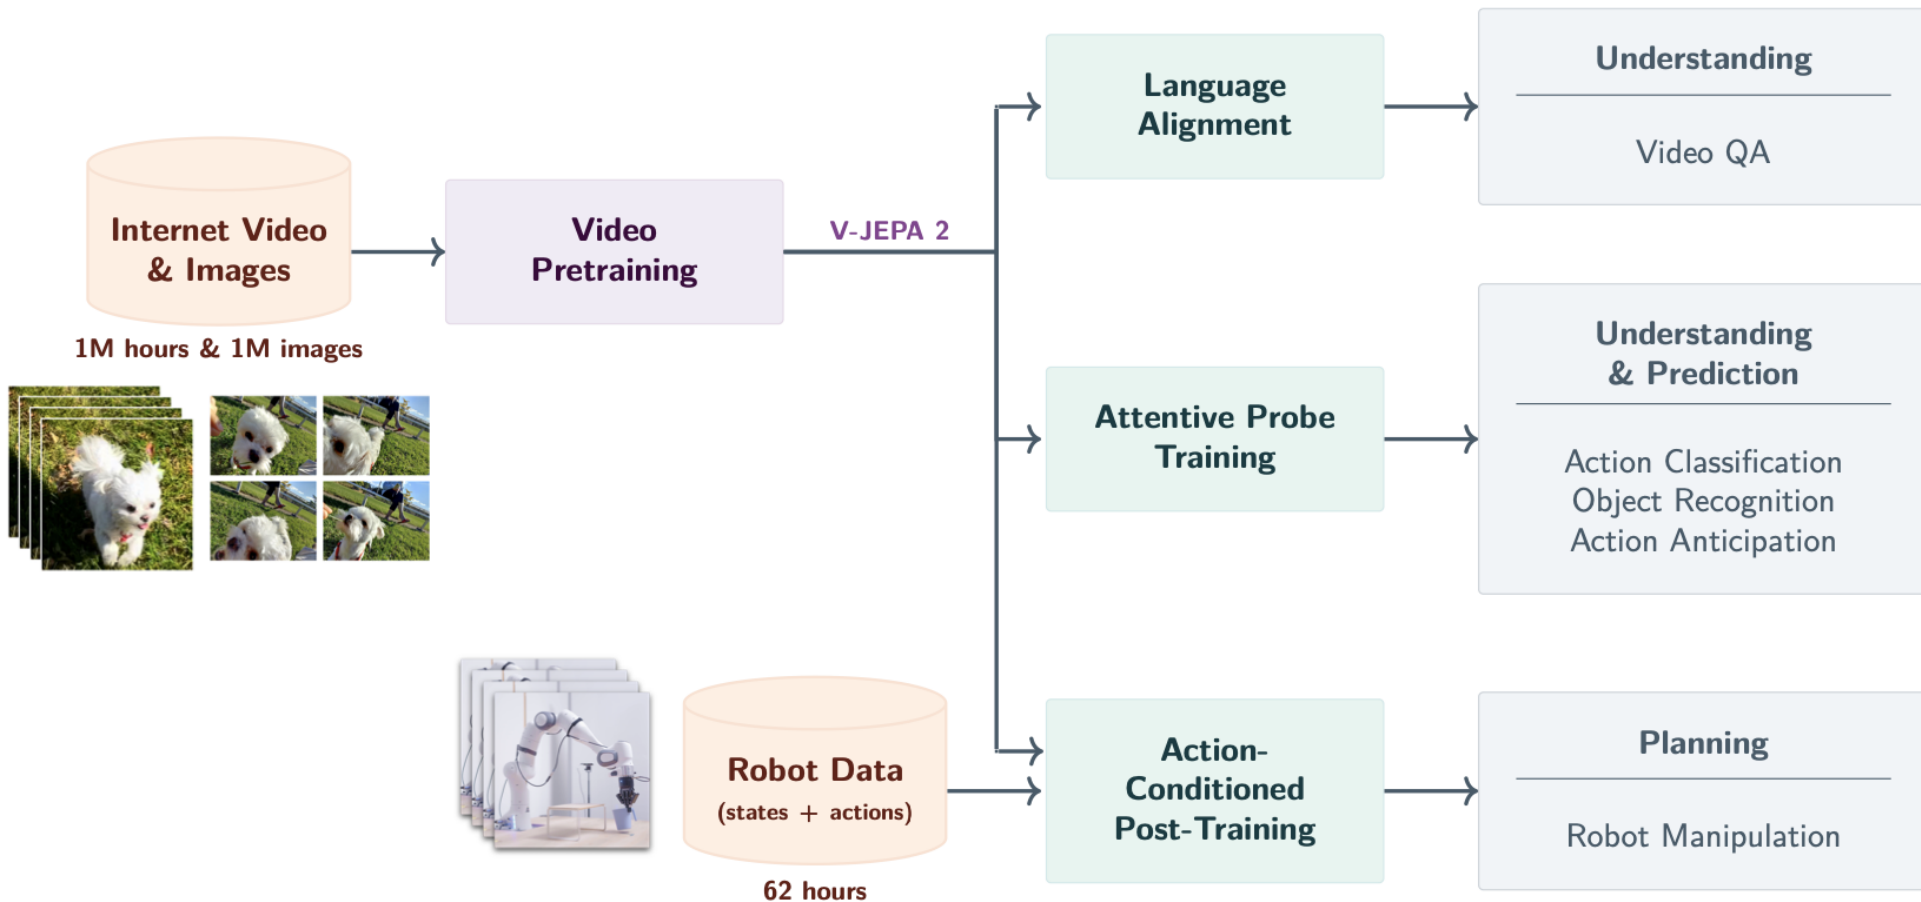 Internet Video
& Images
1M hours & 1M images
Video
Pretraining
V-JEPA 2
Language
Alignment
Understanding
Video QA
Attentive Probe
Training
Understanding
& Prediction
Action Classification
Object Recognition
Action Anticipation
Robot Data
(states + actions)
62 hours
Action-
Conditioned
Post-Training
Planning
Robot Manipulation